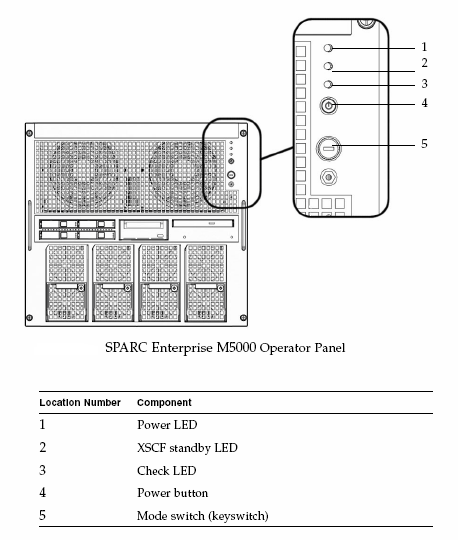 1
2
3
4
5
SPARC Enterprise M5000 Operator Panel
Location Number Component
1 Power LED
2 XSCF standby LED
3 Check LED
4 Power button
5 Mode switch (keyswitch)